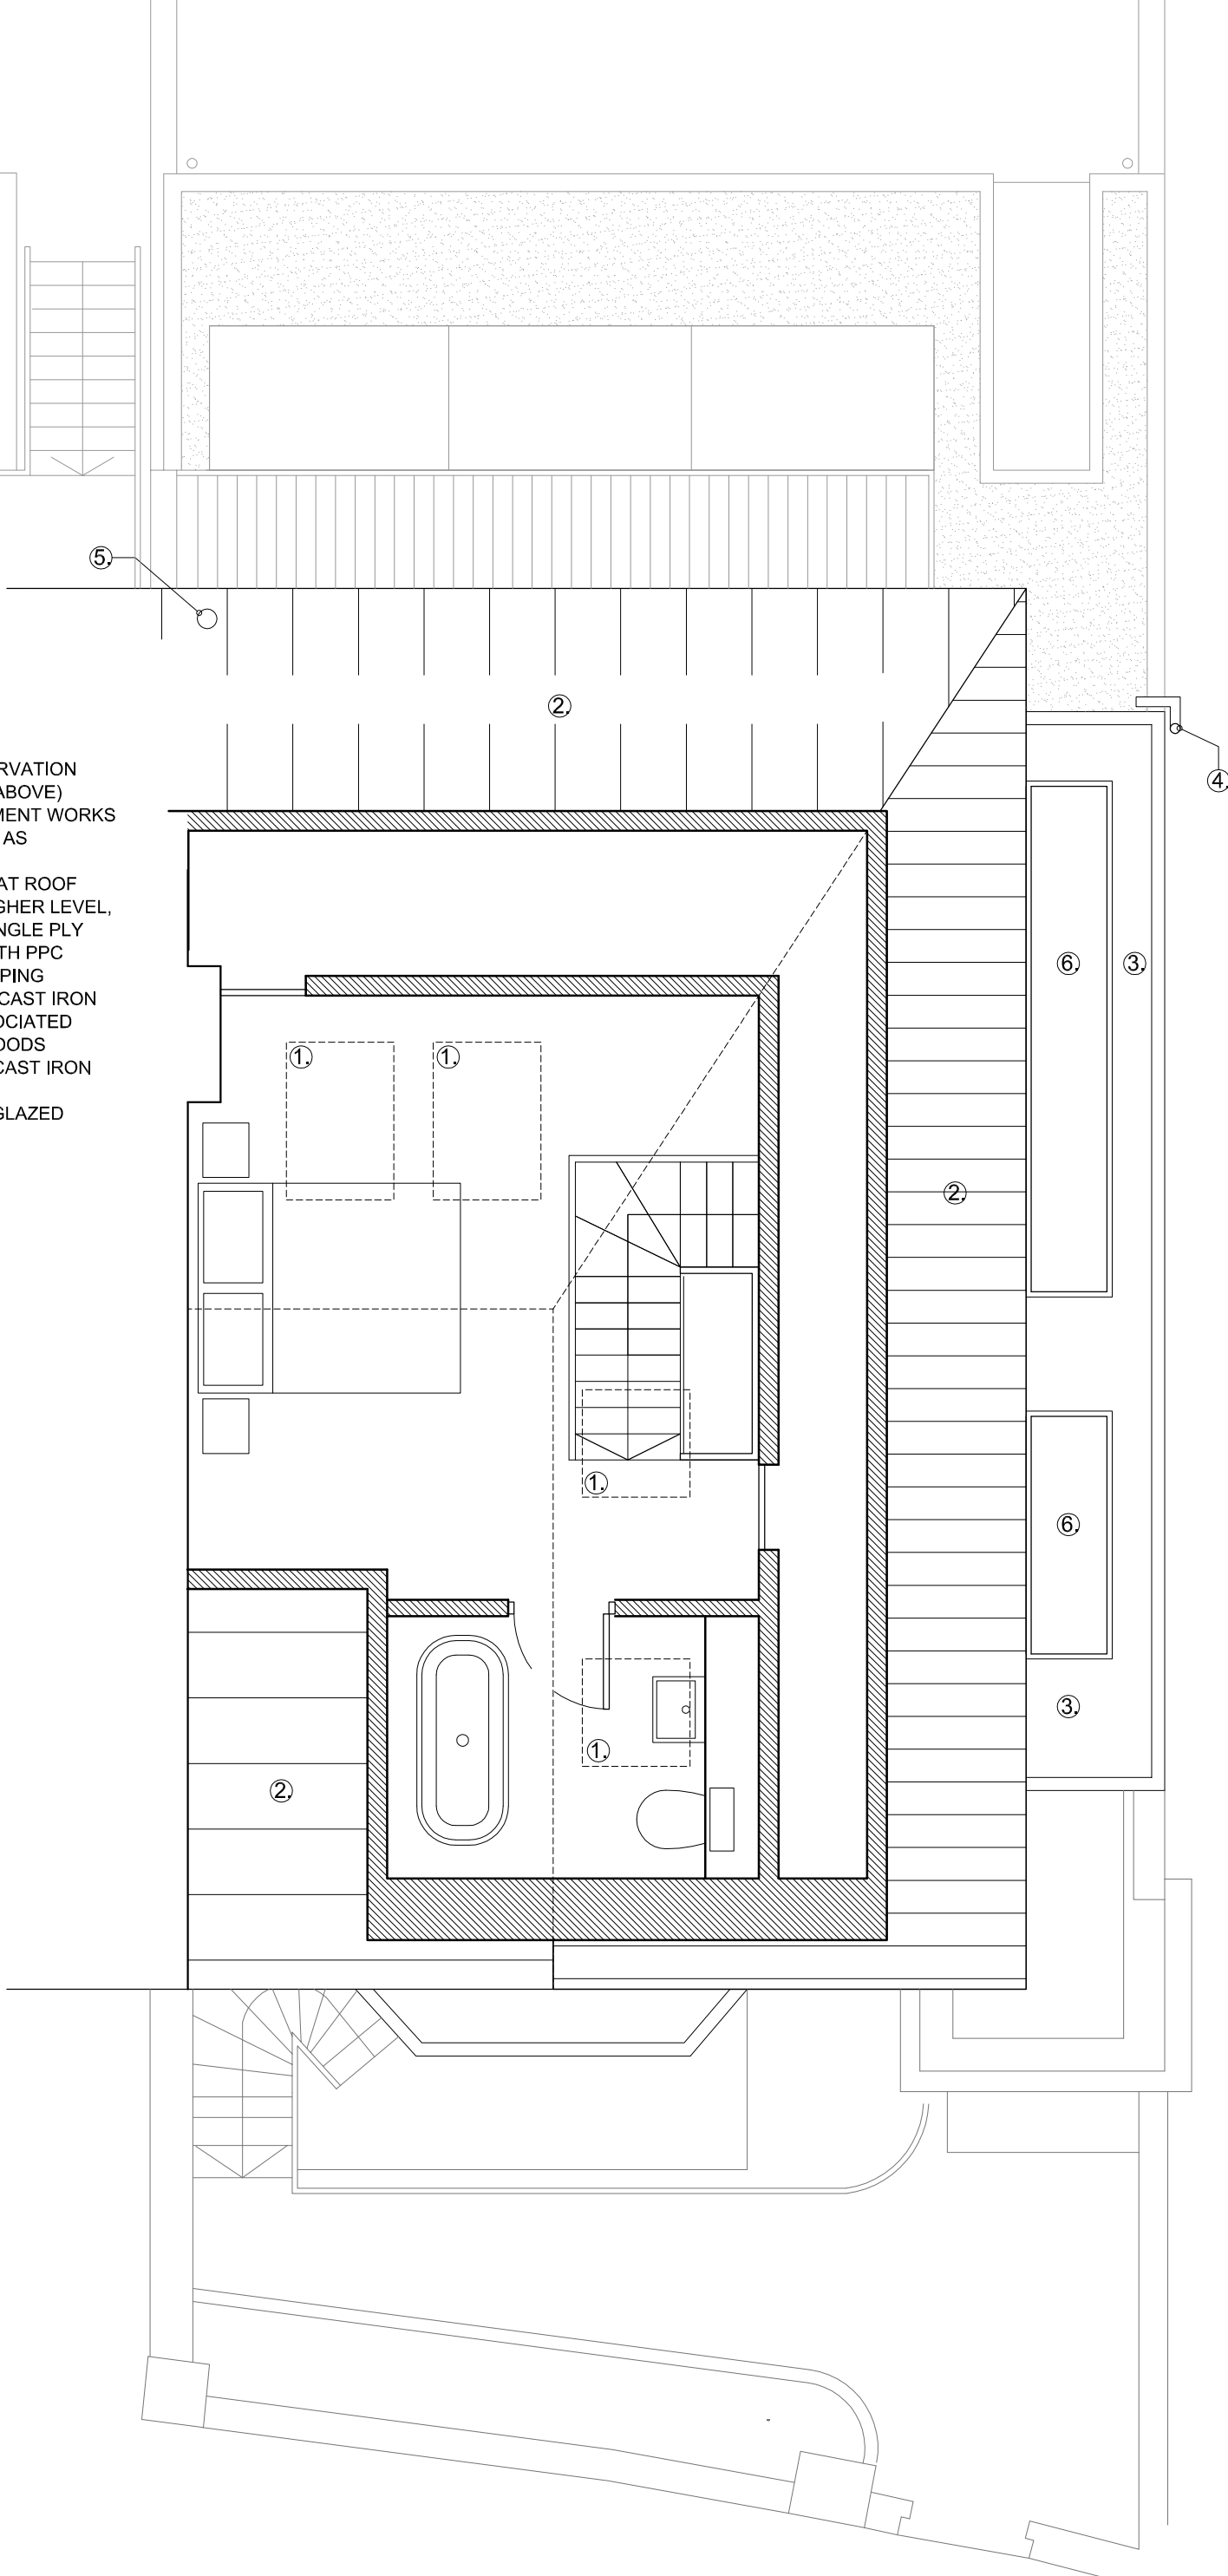 5.
2.
4.
RVATION
ABOVE)
MENT WORKS
AS
AT ROOF
GHER LEVEL,
NGLE PLY
TH PPC
PING
CAST IRON
OCIATED
OODS
CAST IRON
GLAZED
6.
3.
1.
1.
2.
1.
6.
3.
1.
2.